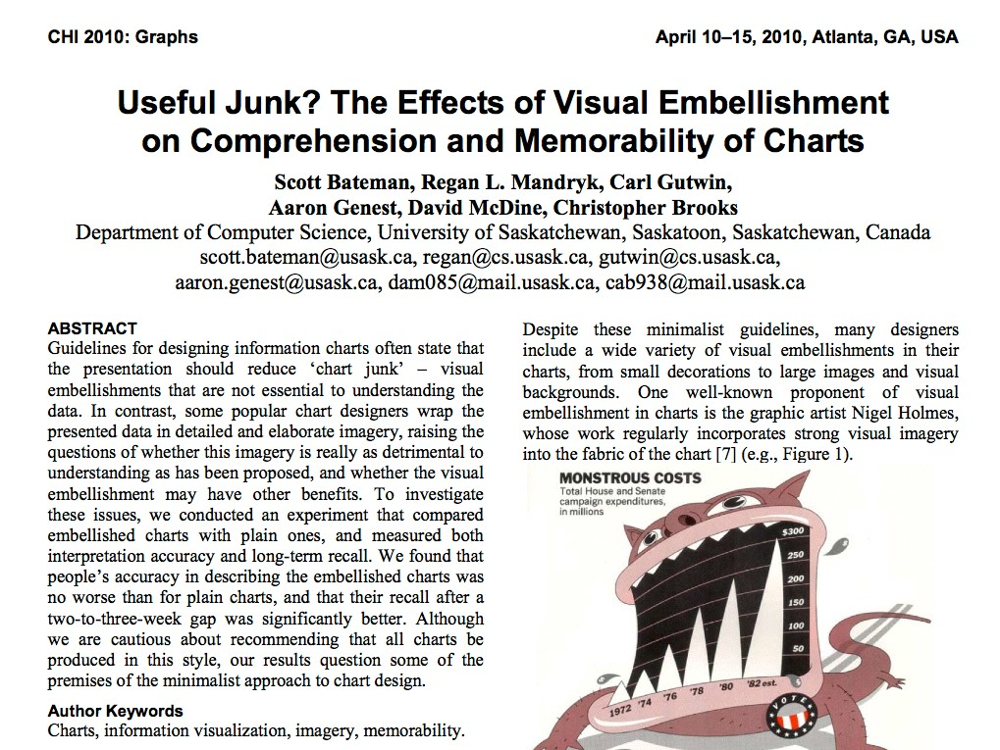 CHI 2010: Graphs
April 10–15, 2010, Atlanta, GA, USA
Useful Junk? The Effects of Visual Embellishment
on Comprehension and Memorability of Charts
Scott Bateman, Regan L. Mandryk, Carl Gutwin,
Aaron Genest, David McDine, Christopher Brooks
Department of Computer Science, University of Saskatchewan, Saskatoon, Saskatchewan, Canada
scott.bateman@usask.ca, regan@cs.usask.ca, gutwin@cs.usask.ca,
aaron.genest@usask.ca, dam085@mail.usask.ca, cab938@mail.usask.ca
ABSTRACT
Guidelines for designing information charts often state that
the presentation should reduce ‘chart junk’ – visual
embellishments that are not essential to understanding the
data. In contrast, some popular chart designers wrap the
presented data in detailed and elaborate imagery, raising the
questions of whether this imagery is really as detrimental to
understanding as has been proposed, and whether the visual
embellishment may have other benefits. To investigate
these issues, we conducted an experiment that compared
embellished charts with plain ones, and measured both
interpretation accuracy and long-term recall. We found that
people’s accuracy in describing the embellished charts was
no worse than for plain charts, and that their recall after a
two-to-three-week gap was significantly better. Although
we are cautious about recommending that all charts be
produced in this style, our results question some of the
premises of the minimalist approach to chart design.
Author Keywords
Charts, information visualization, imagery, memorability.
Despite these minimalist guidelines, many designers
include a wide variety of visual embellishments in their
charts, from small decorations to large images and visual
backgrounds. One well-known proponent of visual
embellishment in charts is the graphic artist Nigel Holmes,
whose work regularly incorporates strong visual imagery
into the fabric of the chart [7] (e.g., Figure 1).
MONSTROUS COSTS
Total House and Senate
campaign expenditures,
in millions
$300
250
200
150
100
50
1972 '74 '76 '78 '80 '82 est.
VOTE